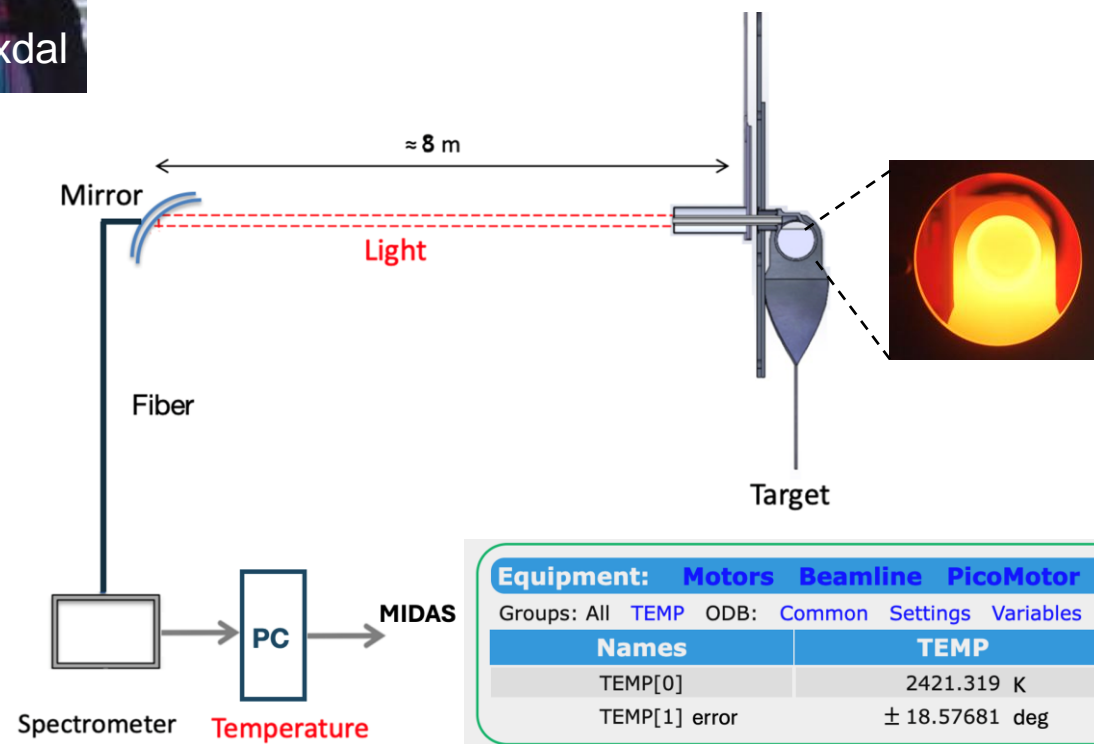 xdal
≈ 8 m
Mirror
Light
Fiber
Target
Equipment: Motors Beamline PicoMotor
Groups: All TEMP ODB: Common Settings Variables
MIDAS
PC
Names TEMP
TEMP[0] 2421.319 K
TEMP[1] error ± 18.57681 deg
Spectrometer
Temperature